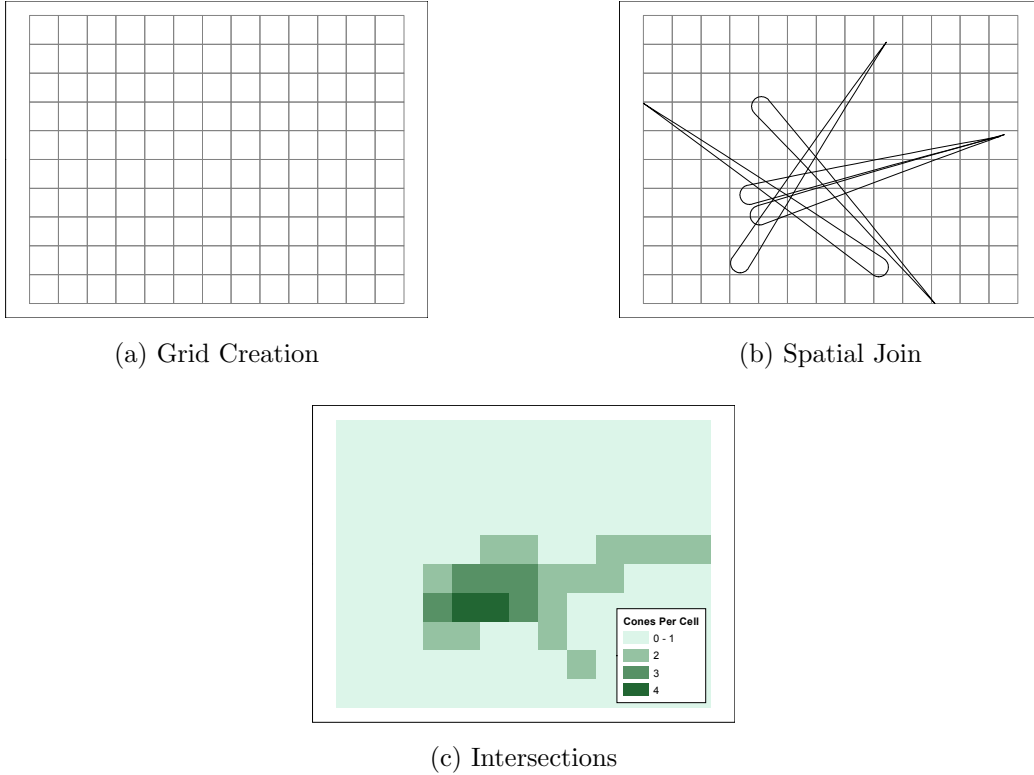 (a) Grid Creation
(b) Spatial Join
Cones Per Cell
0 - 1
2
3
4
(c) Intersections